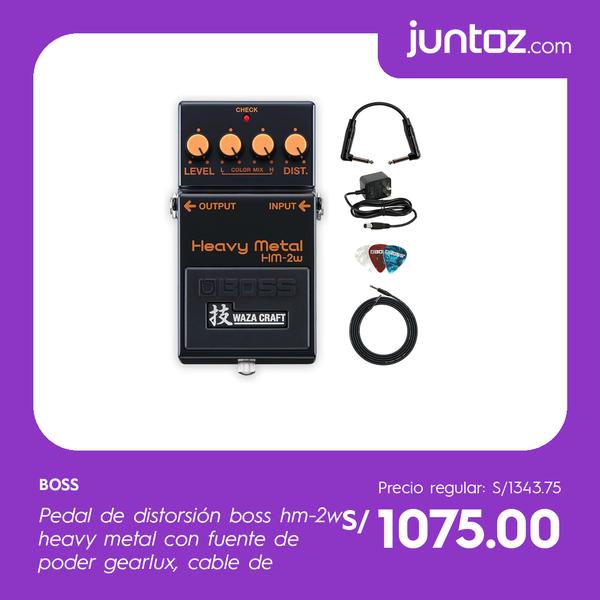 juntoz.com
CHECK
LEVEL L COLOR MIX H DIST.
OUTPUT INPUT
Heavy Metal
HM-2w
BOSS
技 WAZA CRAFT
BOSS
Precio regular: S/1343.75
Pedal de distorsión boss hm-2w
heavy metal con fuente de
poder gearlux, cable de
S/ 1075.00